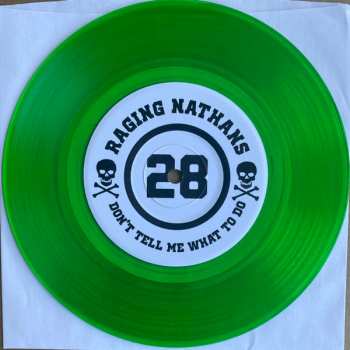 RAGING NATHANS
28
DON'T TELL ME WHAT TO DO